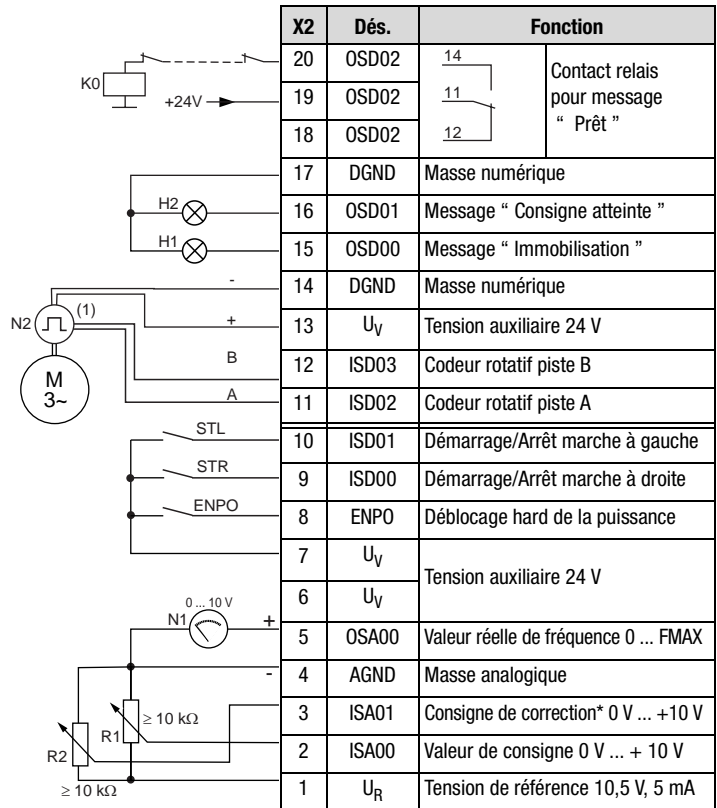 X2 Dés. Fonction
20 OSD02 14 Contact relais
K0 +24V 19 OSD02 11 pour message
18 OSD02 12 “ Prêt ”
17 DGND Masse numérique
H2 16 OSD01 Message “ Consigne atteinte ”
H1 15 OSD00 Message “ Immobilisation ”
- 14 DGND Masse numérique
N2 (1) + 13 UV Tension auxiliaire 24 V
B 12 ISD03 Codeur rotatif piste B
M 3~ A 11 ISD02 Codeur rotatif piste A
STL 10 ISD01 Démarrage/Arrêt marche à gauche
STR 9 ISD00 Démarrage/Arrêt marche à droite
ENPO 8 ENPO Déblocage hard de la puissance
7 UV Tension auxiliaire 24 V
6 UV
0 ... 10 V
N1 + 5 OSA00 Valeur réelle de fréquence 0 ... FMAX
- 4 AGND Masse analogique
≥ 10 kΩ 3 ISA01 Consigne de correction* 0 V ... +10 V
R1 R2 2 ISA00 Valeur de consigne 0 V ... + 10 V
≥ 10 kΩ 1 UR Tension de référence 10,5 V, 5 mA